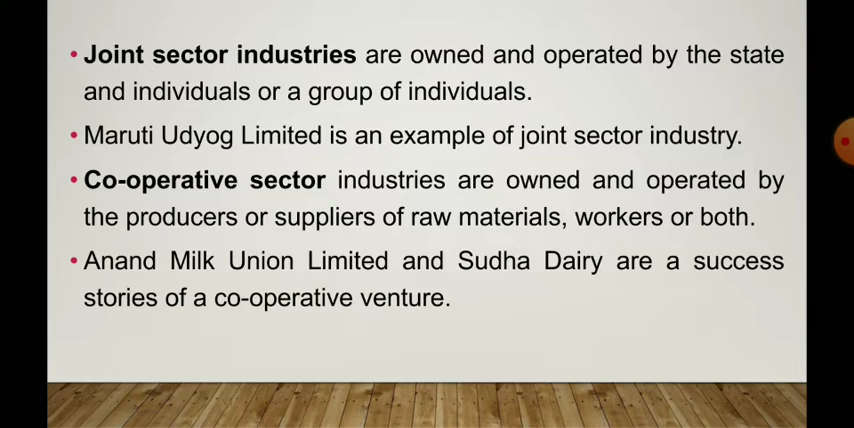 • Joint sector industries are owned and operated by the state
and individuals or a group of individuals.
• Maruti Udyog Limited is an example of joint sector industry.
• Co-operative sector industries are owned and operated by
the producers or suppliers of raw materials, workers or both.
• Anand Milk Union Limited and Sudha Dairy are a success
stories of a co-operative venture.